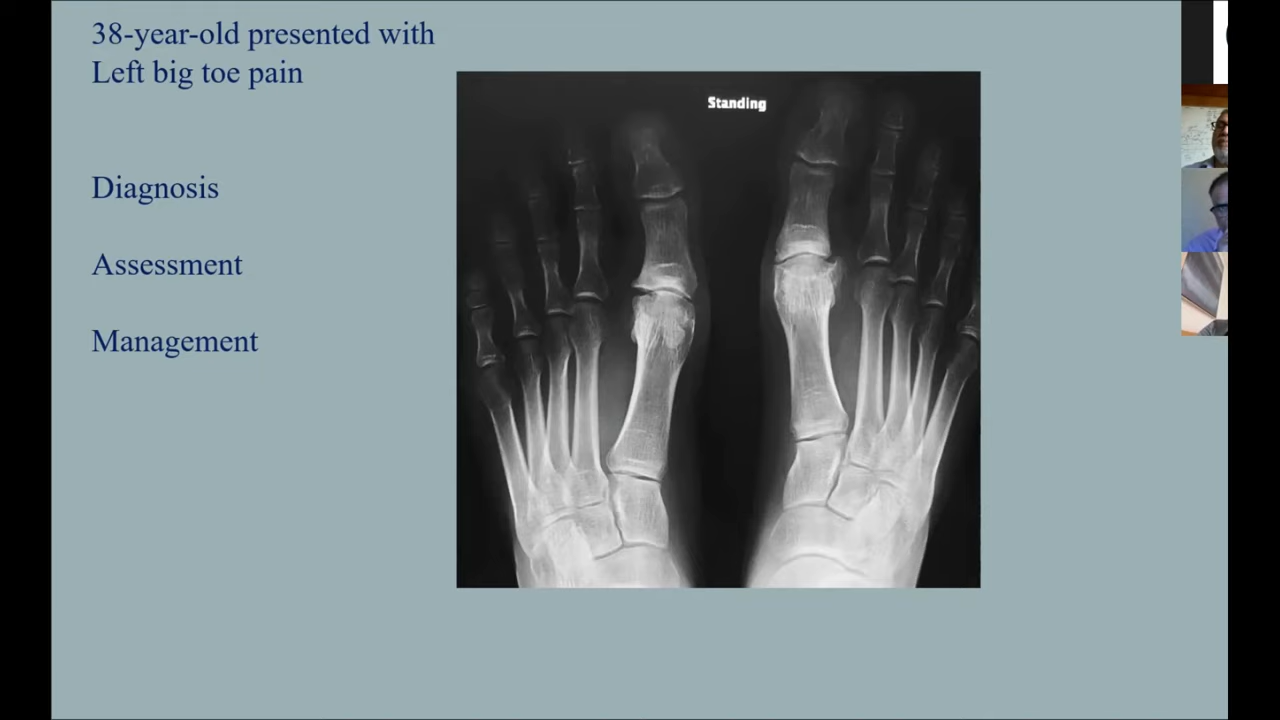 38-year-old presented with
Left big toe pain
Standing
Diagnosis
Assessment
Management